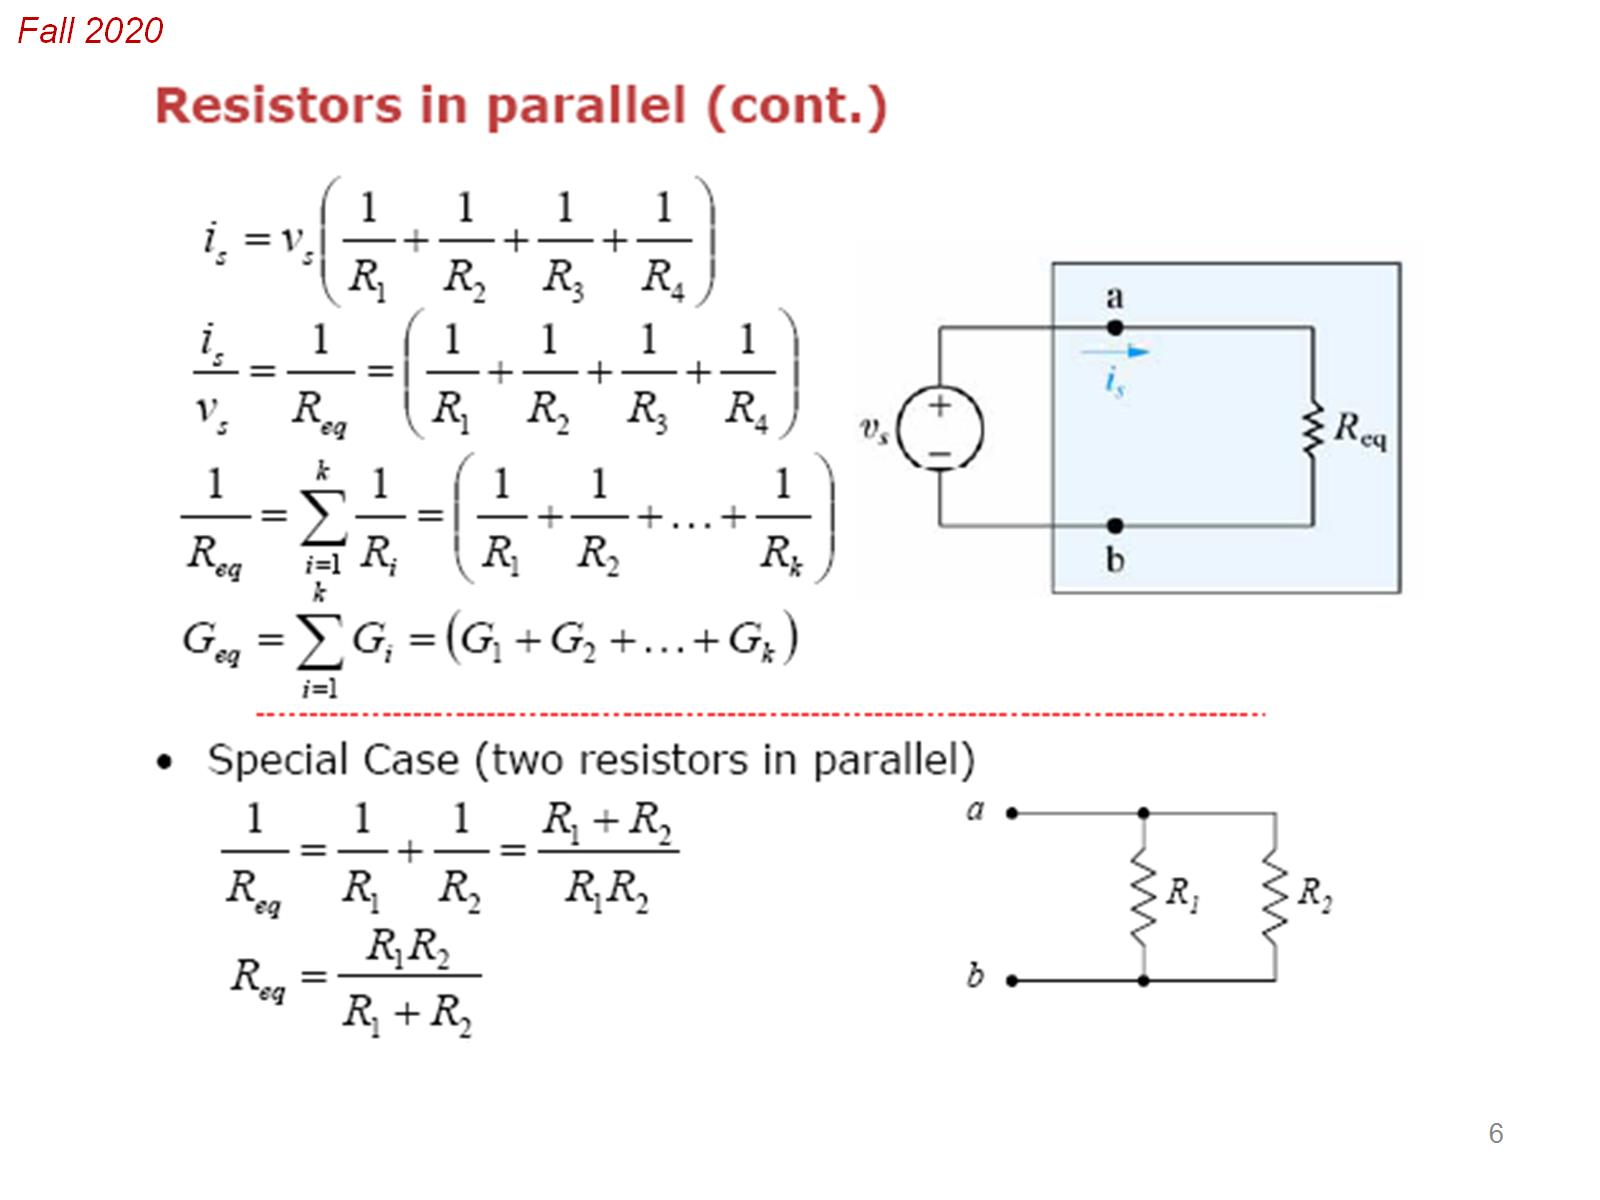 Fall 2020
Resistors in parallel (cont.)
i_s = v_s(1/R_1 + 1/R_2 + 1/R_3 + 1/R_4)
i_s/v_s = 1/R_eq = (1/R_1 + 1/R_2 + 1/R_3 + 1/R_4)
1/R_eq = ∑_{i=1}^{k} 1/R_i = (1/R_1 + 1/R_2 + … + 1/R_k)
G_eq = ∑_{i=1}^{k} G_i = (G_1 + G_2 + … + G_k)
a
i_s
v_s
+
−
R_eq
b
• Special Case (two resistors in parallel)
1/R_eq = 1/R_1 + 1/R_2 = (R_1 + R_2)/(R_1R_2)
R_eq = R_1R_2/(R_1 + R_2)
a
R_1
R_2
b
6